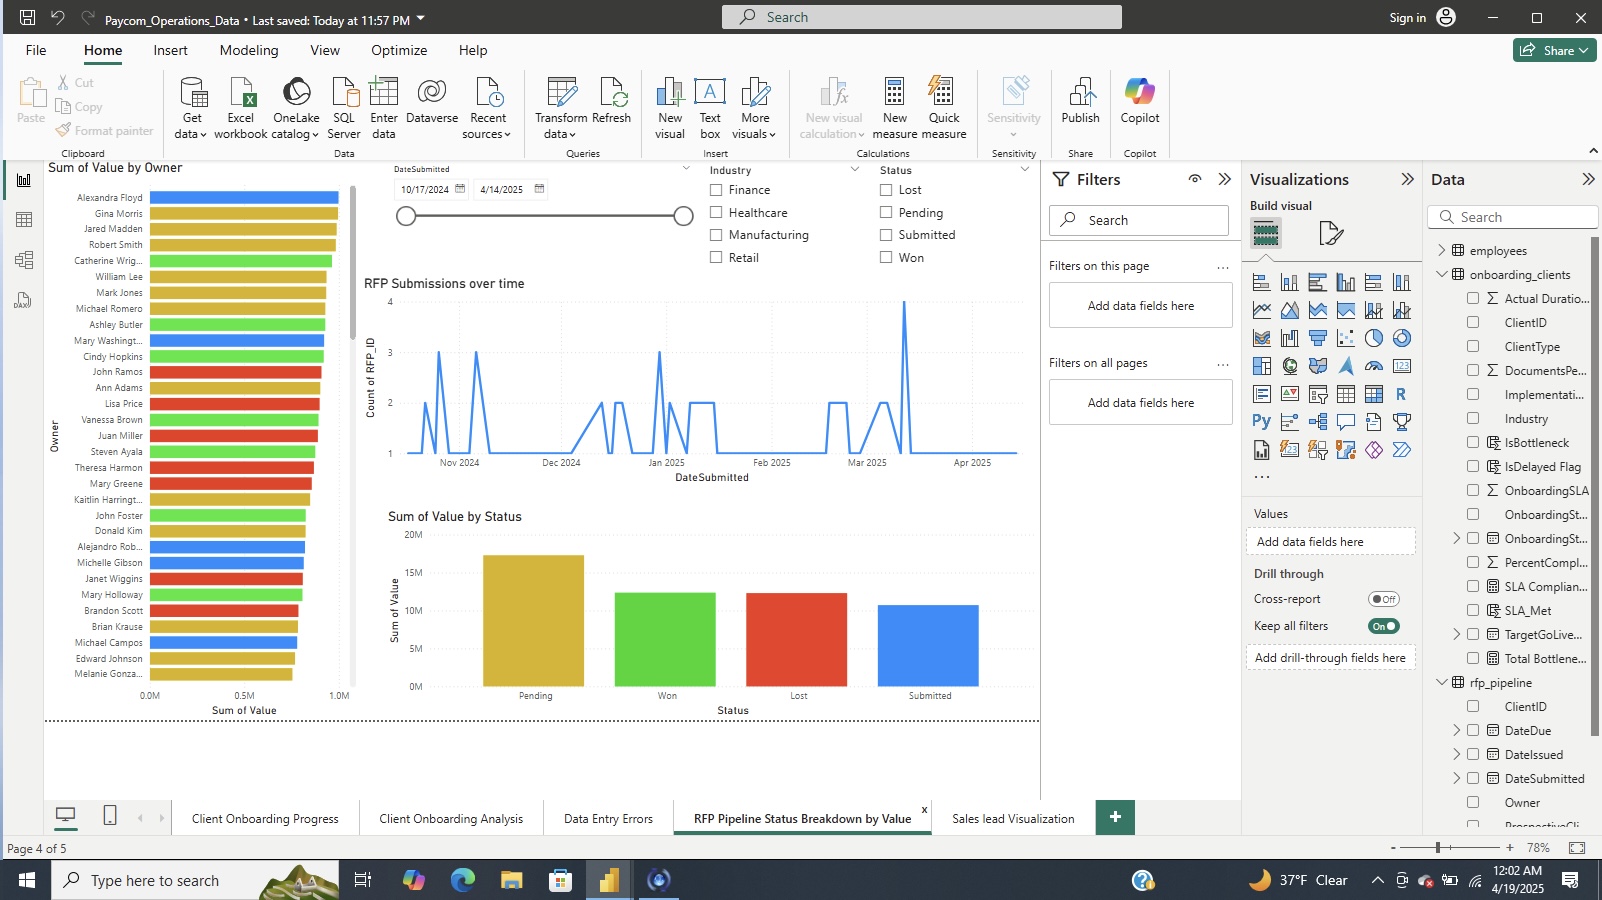 Paycom_Operations_Data • Last saved: Today at 11:57 PM
Search
Sign in
File
Home
Insert
Modeling
View
Optimize
Help
Share
Paste
Cut
Copy
Format painter
Clipboard
Get data
Excel workbook
OneLake catalog
SQL Server
Enter data
Dataverse
Recent sources
Data
Transform data
Refresh
Queries
New visual
Text box
More visuals
Insert
New visual calculation
New measure
Quick measure
Calculations
Sensitivity
Sensitivity
Publish
Share
Copilot
Copilot
Sum of Value by Owner
Owner
Alexandra Floyd
Gina Morris
Jared Madden
Robert Smith
Catherine Wrig...
William Lee
Mark Jones
Michael Romero
Ashley Butler
Mary Washingt...
Cindy Hopkins
John Ramos
Ann Adams
Lisa Price
Vanessa Brown
Juan Miller
Steven Ayala
Theresa Harmon
Mary Greene
Kaitlin Harringt...
John Foster
Donald Kim
Alejandro Rob...
Michelle Gibson
Janet Wiggins
Mary Holloway
Brandon Scott
Brian Krause
Michael Campos
Edward Johnson
Melanie Gonza...
0.0M 0.5M 1.0M
Sum of Value
DateSubmitted
10/17/2024
4/14/2025
Industry
Finance
Healthcare
Manufacturing
Retail
Status
Lost
Pending
Submitted
Won
RFP Submissions over time
Count of RFP_ID
4
3
2
1
Nov 2024 Dec 2024 Jan 2025 Feb 2025 Mar 2025 Apr 2025
DateSubmitted
Sum of Value by Status
Sum of Value
20M
15M
10M
5M
0M
Pending Won Lost Submitted
Status
Filters
Search
Filters on this page
...
Add data fields here
Filters on all pages
...
Add data fields here
Visualizations
Build visual
123
R
Py
...
Values
Add data fields here
Drill through
Cross-report
Off
Keep all filters
On
Add drill-through fields here
Data
Search
employees
onboarding_clients
Actual Duratio...
ClientID
ClientType
DocumentsPe...
Implementati...
Industry
IsBottleneck
IsDelayed Flag
OnboardingSLA
OnboardingSt...
OnboardingSt...
PercentCompl...
SLA Complian...
SLA_Met
TargetGoLive...
Total Bottlene...
rfp_pipeline
ClientID
DateDue
DateIssued
DateSubmitted
Owner
ProspectiveCli...
Client Onboarding Progress
Client Onboarding Analysis
Data Entry Errors
RFP Pipeline Status Breakdown by Value
x
Sales lead Visualization
+
Page 4 of 5
- + 78%
Type here to search
37°F Clear
12:02 AM
4/19/2025